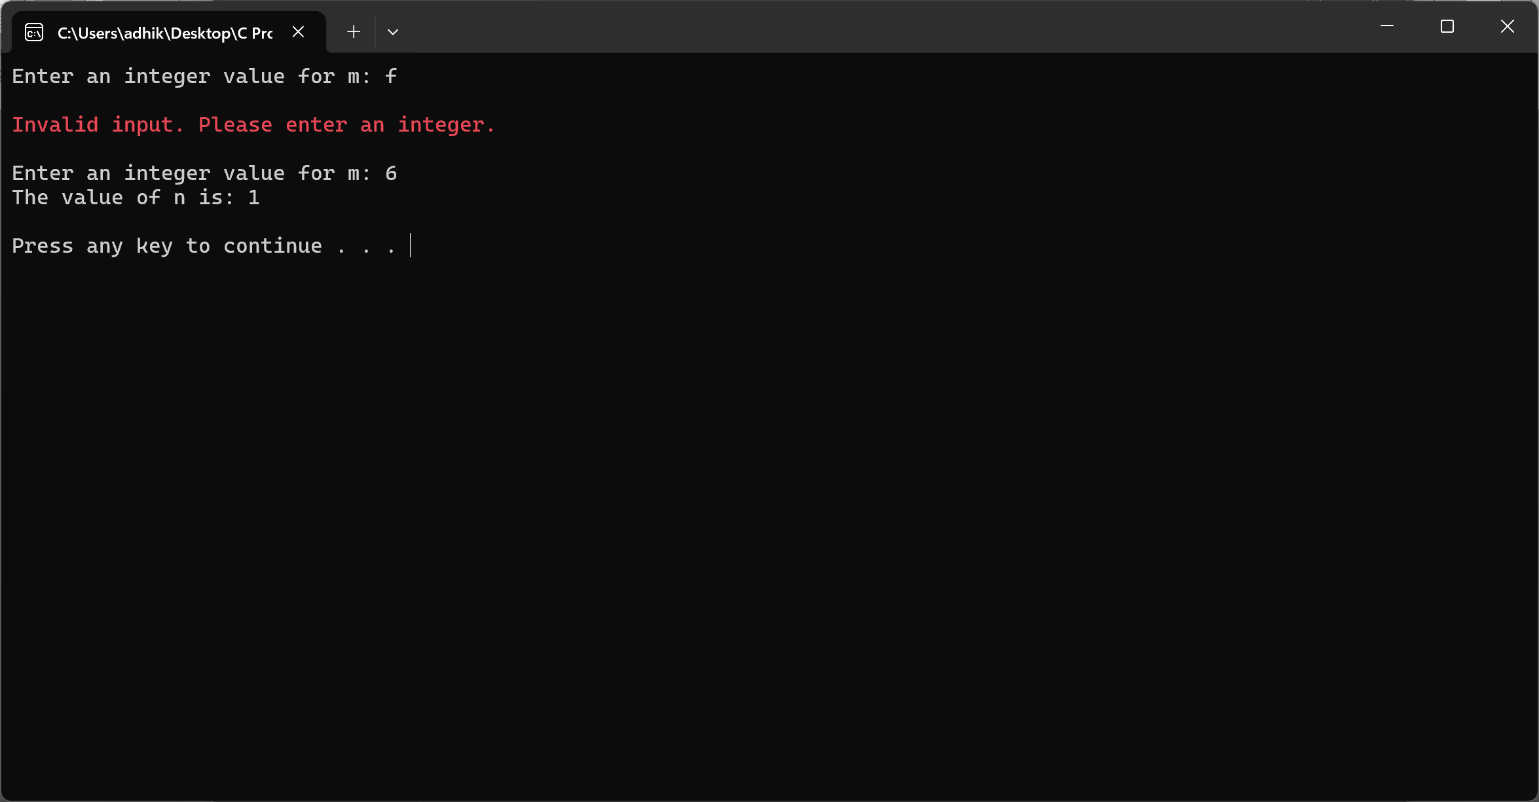 C:\Users\adhik\Desktop\C Prc
Enter an integer value for m: f
Invalid input. Please enter an integer.
Enter an integer value for m: 6
The value of n is: 1
Press any key to continue . . .